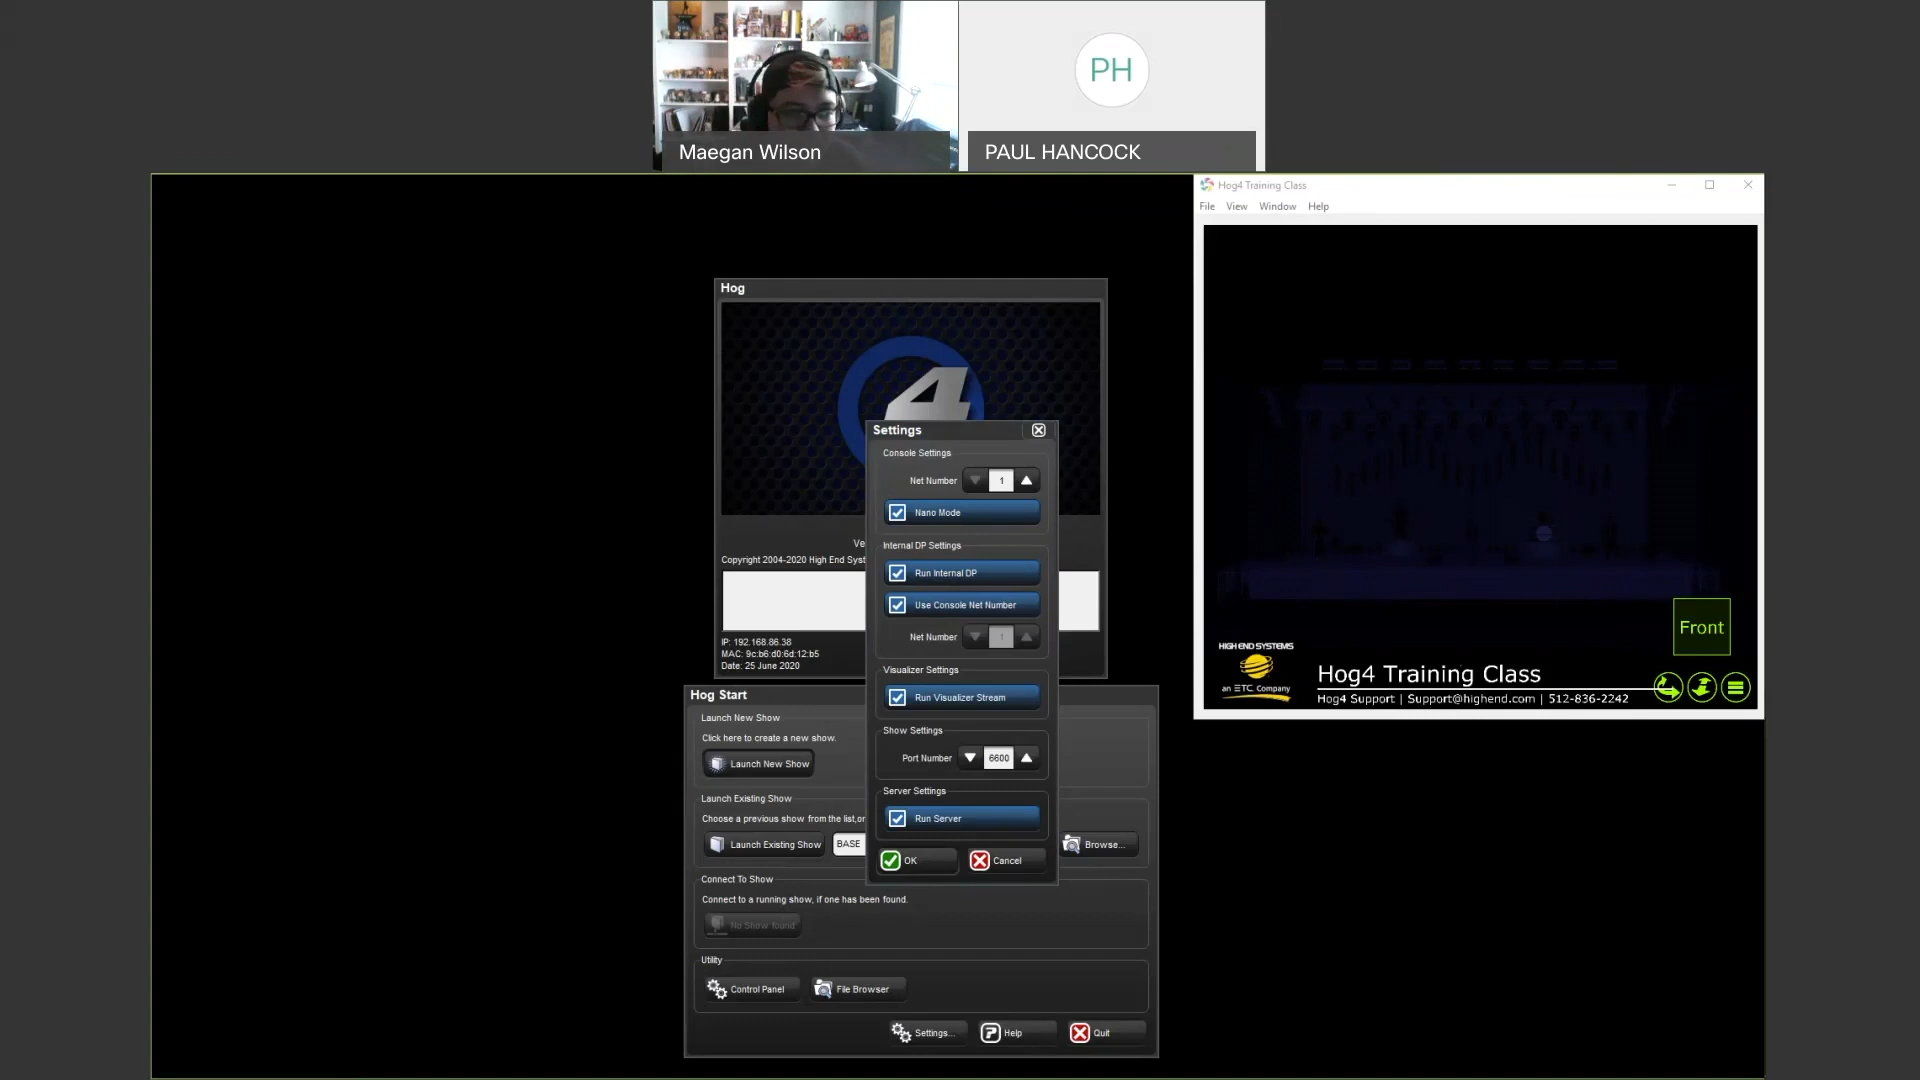 PH
Maegan Wilson
PAUL HANCOCK
Hog4 Training Class
File View Window Help
Hog
4
Settings
Console Settings
Net Number 1
Nano Mode
Internal DP Settings
Run Internal DP
Use Console Net Number
Net Number 1
Visualizer Settings
Run Visualizer Stream
Show Settings
Port Number 6600
Server Settings
Run Server
OK Cancel
Ve
Copyright 2004-2020 High End Syst
IP: 192.168.86.38
MAC: 9c:b6:d0:6d:12:b5
Date: 25 June 2020
Hog Start
Launch New Show
Click here to create a new show.
Launch New Show
Launch Existing Show
Choose a previous show from the list,or
Launch Existing Show BASE Browse...
Connect To Show
Connect to a running show, if one has been found.
No Show found
Utility
Control Panel File Browser
Settings... Help Quit
Front
HIGH END SYSTEMS
an ETC Company
Hog4 Training Class
Hog4 Support | Support@highend.com | 512-836-2242